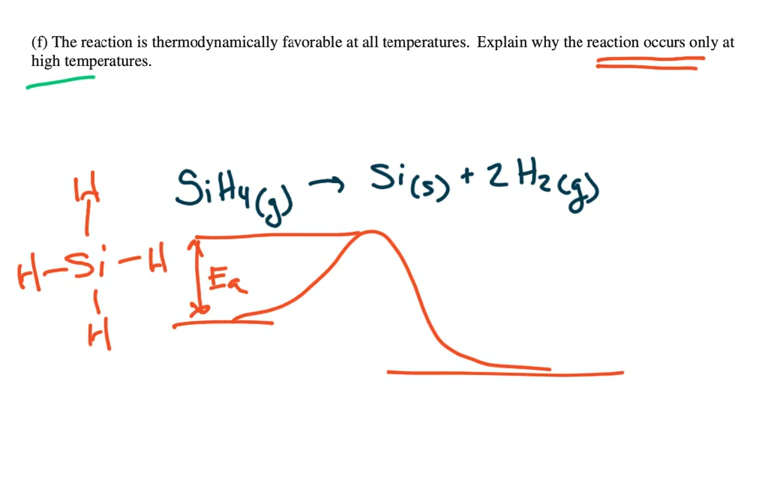 (f) The reaction is thermodynamically favorable at all temperatures. Explain why the reaction occurs only at
high temperatures.
SiH4(g) → Si(s) + 2 H2(g)
H
H-Si-H
H
Ea